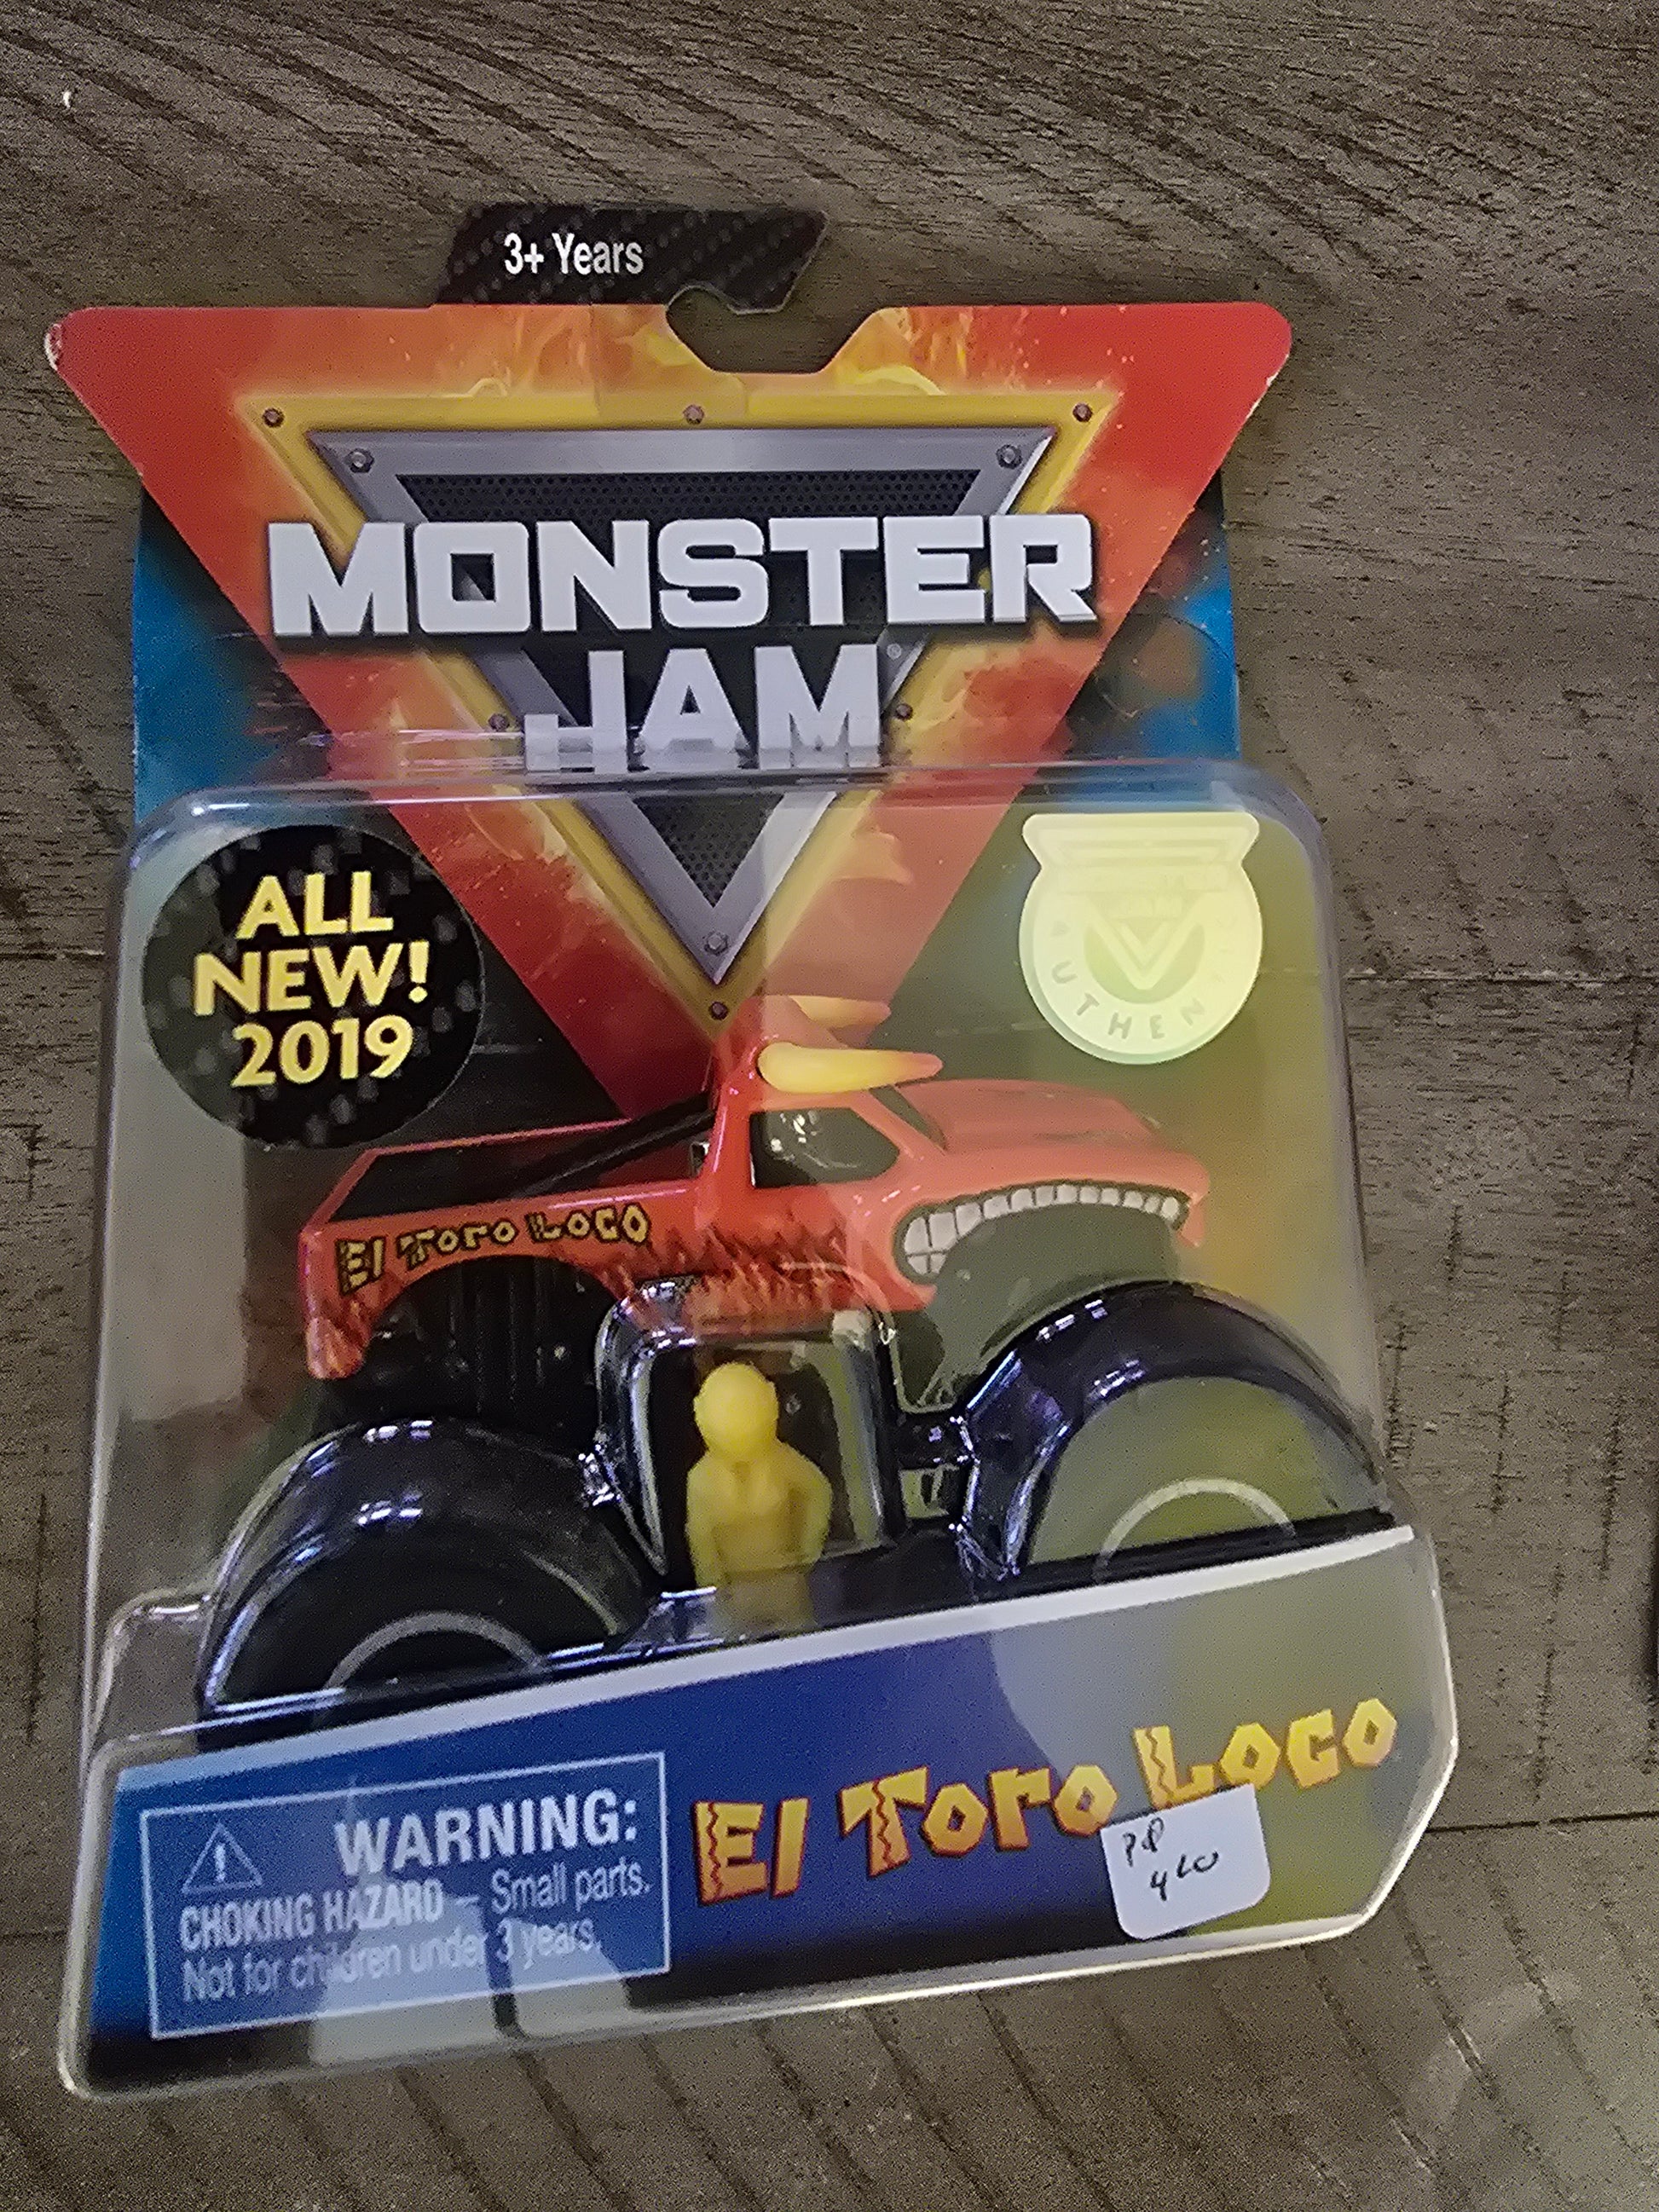 3+ Years
MONSTER
JAM®
ALL
NEW!
2019
EL TORO LOCO
EL TORO LOCO
WARNING:
CHOKING HAZARD — Small parts.
Not for children under 3 years.